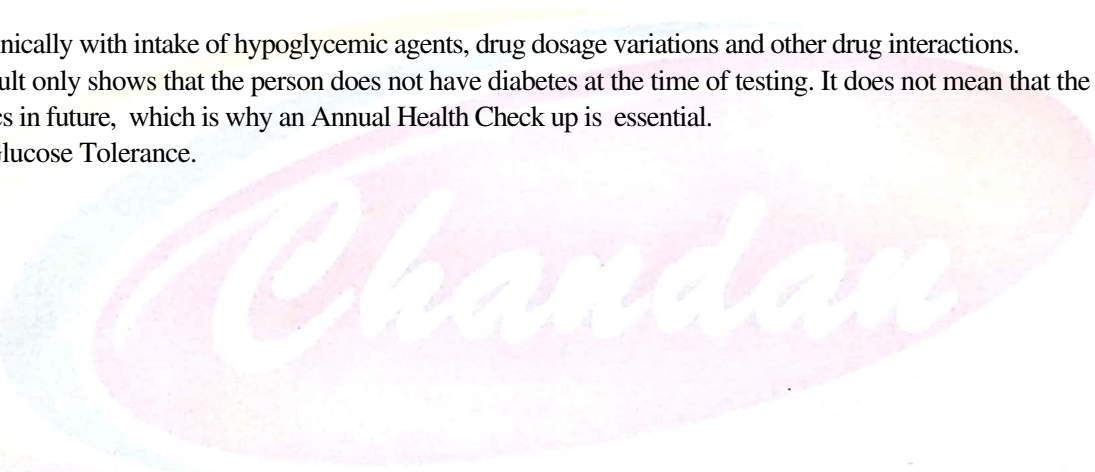 nically with intake of hypoglycemic agents, drug dosage variations and other drug interactions.
ult only shows that the person does not have diabetes at the time of testing. It does not mean that the
s in future, which is why an Annual Health Check up is essential.
lucose Tolerance.
Chandan